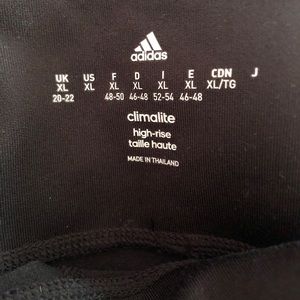 adidas
UK US F D I E CDN J
XL XL XL XL XL XL XL/TG
20-22 48-50 46-48 52-54 46-48
climalite
high-rise
taille haute
MADE IN THAILAND